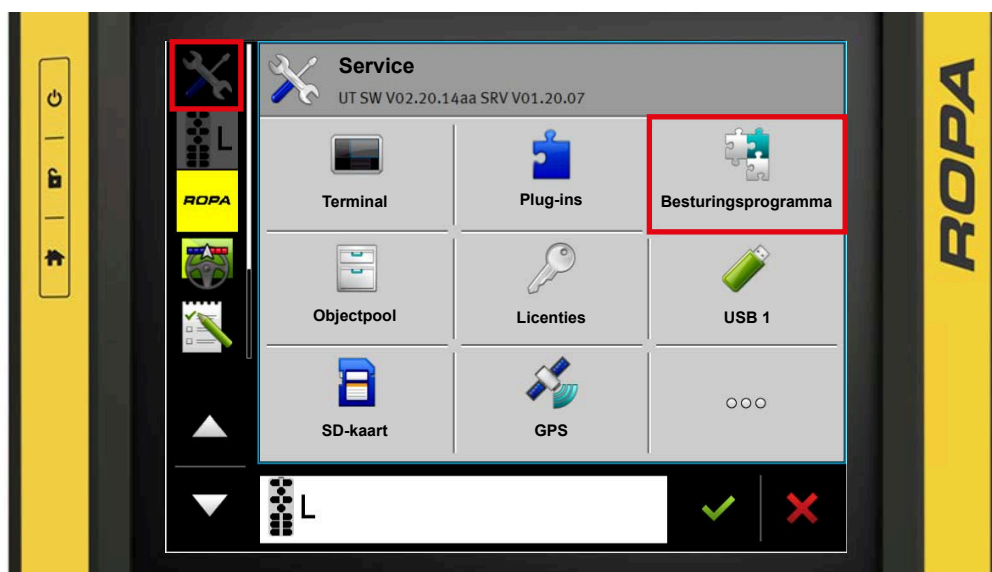 Service
UT SW V02.20.14aa SRV V01.20.07
L
ROPA
Terminal
Plug-ins
Besturingsprogramma
Objectpool
Licenties
USB 1
SD-kaart
GPS
L
ROPA